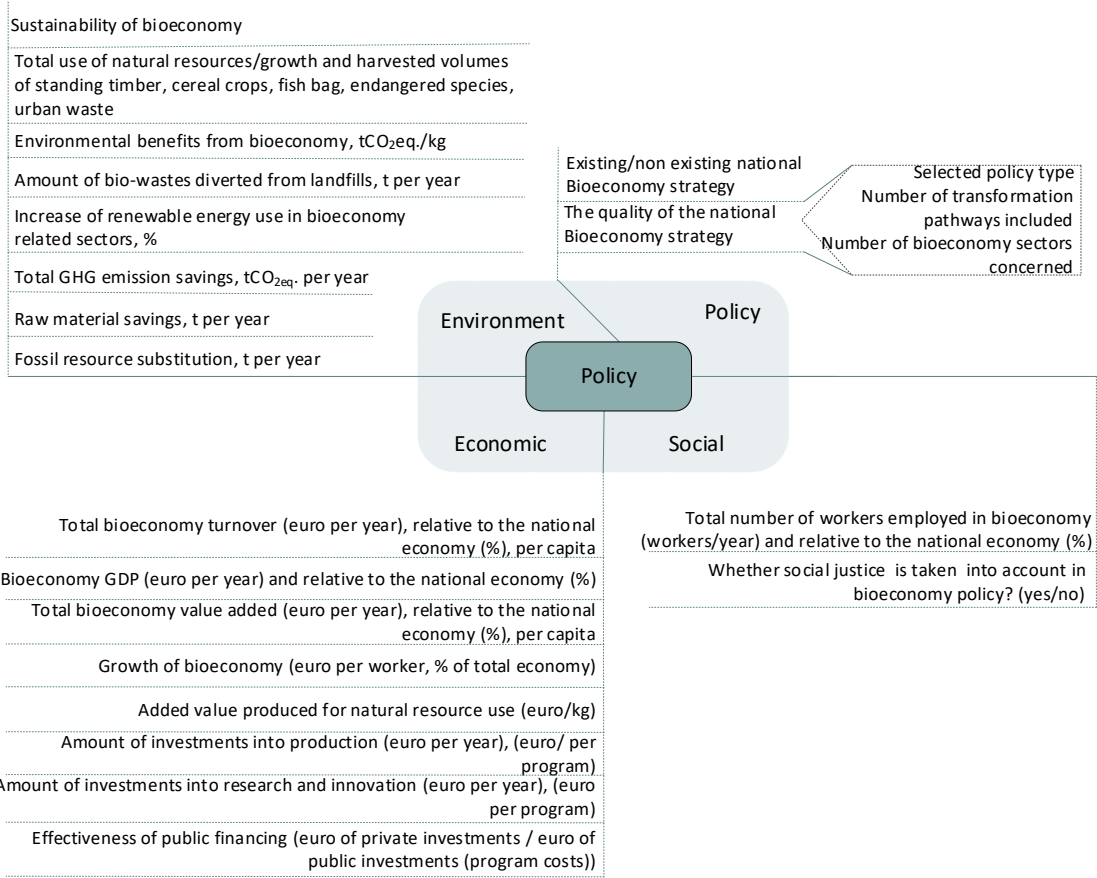 Sustainability of bioeconomy
Total use of natural resources/growth and harvested volumes
of standing timber, cereal crops, fish bag, endangered species,
urban waste
Environmental benefits from bioeconomy, tCO₂eq./kg
Amount of bio-wastes diverted from landfills, t per year
Increase of renewable energy use in bioeconomy
related sectors, %
Total GHG emission savings, tCO₂eq. per year
Raw material savings, t per year
Fossil resource substitution, t per year
Existing/non existing national
Bioeconomy strategy
The quality of the national
Bioeconomy strategy
Selected policy type
Number of transformation
pathways included
Number of bioeconomy sectors
concerned
Environment
Policy
Policy
Economic
Social
Total bioeconomy turnover (euro per year), relative to the national
economy (%), per capita
Bioeconomy GDP (euro per year) and relative to the national economy (%)
Total bioeconomy value added (euro per year), relative to the national
economy (%), per capita
Growth of bioeconomy (euro per worker, % of total economy)
Added value produced for natural resource use (euro/kg)
Amount of investments into production (euro per year), (euro/ per
program)
Amount of investments into research and innovation (euro per year), (euro
per program)
Effectiveness of public financing (euro of private investments / euro of
public investments (program costs))
Total number of workers employed in bioeconomy
(workers/year) and relative to the national economy (%)
Whether social justice is taken into account in
bioeconomy policy? (yes/no)